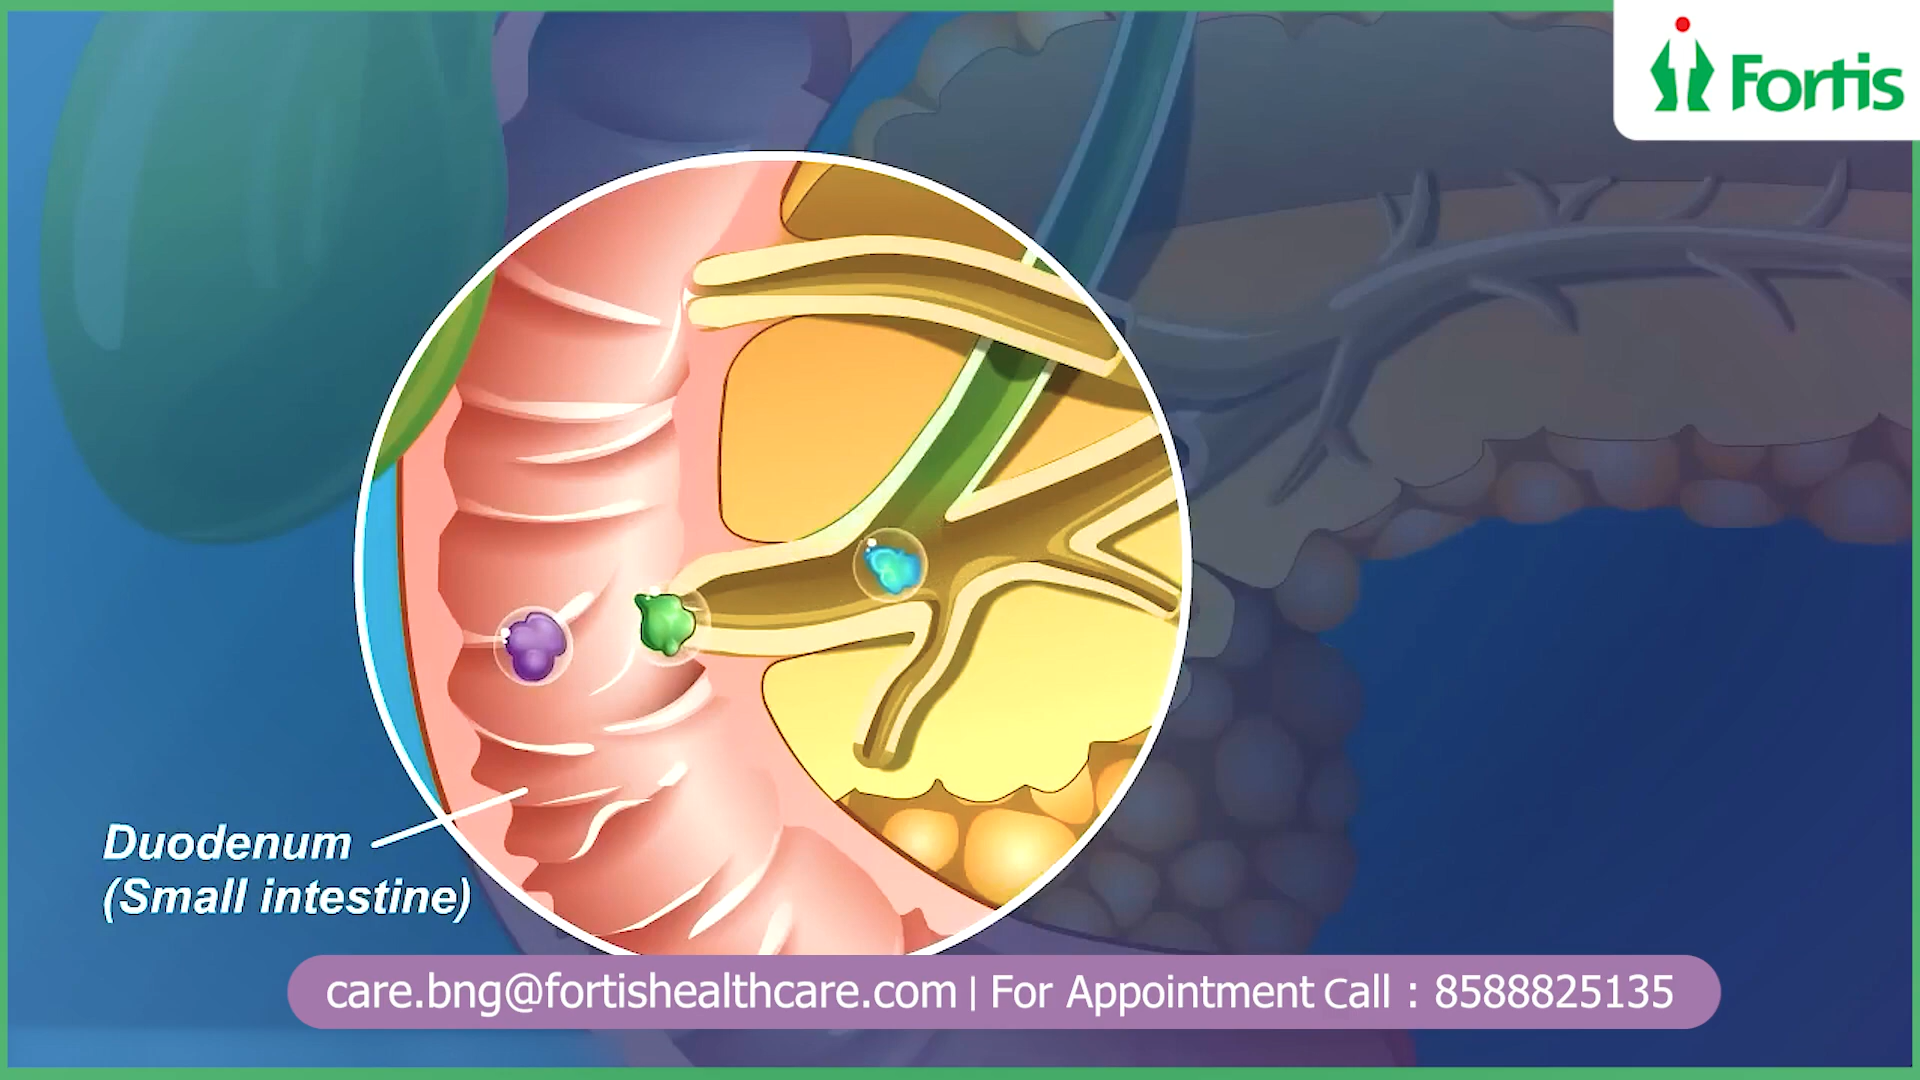 Fortis
Duodenum
(Small intestine)
care.bng@fortishealthcare.com | For Appointment Call : 8588825135